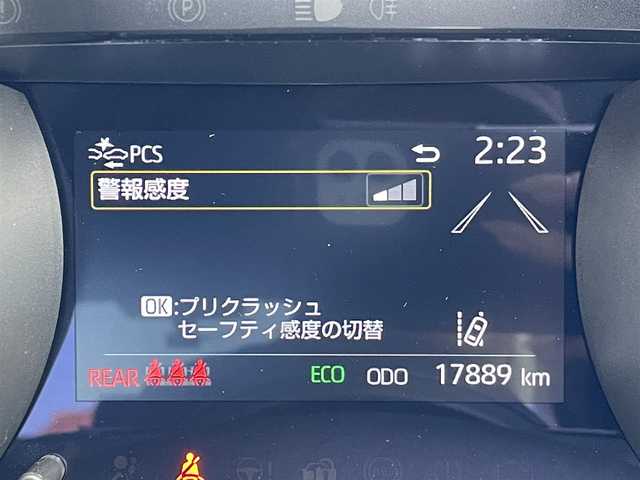 PCS
2:23
警報感度
OK:プリクラッシュ
セーフティ感度の切替
REAR ECO ODO 17889 km